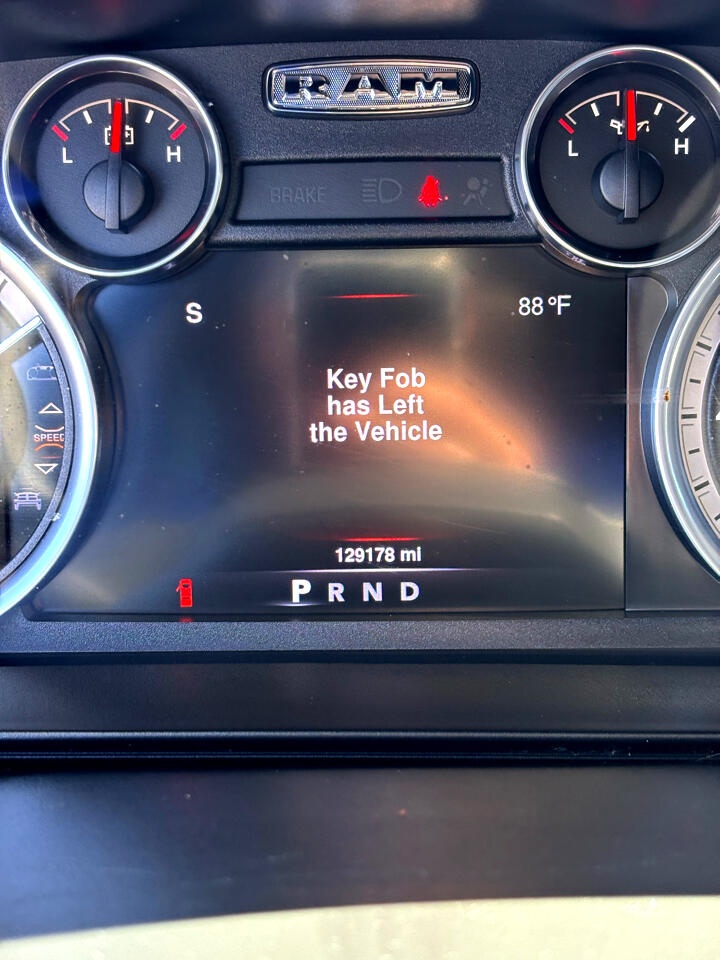 RAM
L H
BRAKE
L H
S
88 °F
Key Fob
has Left
the Vehicle
SPEED
129178 mi
P R N D